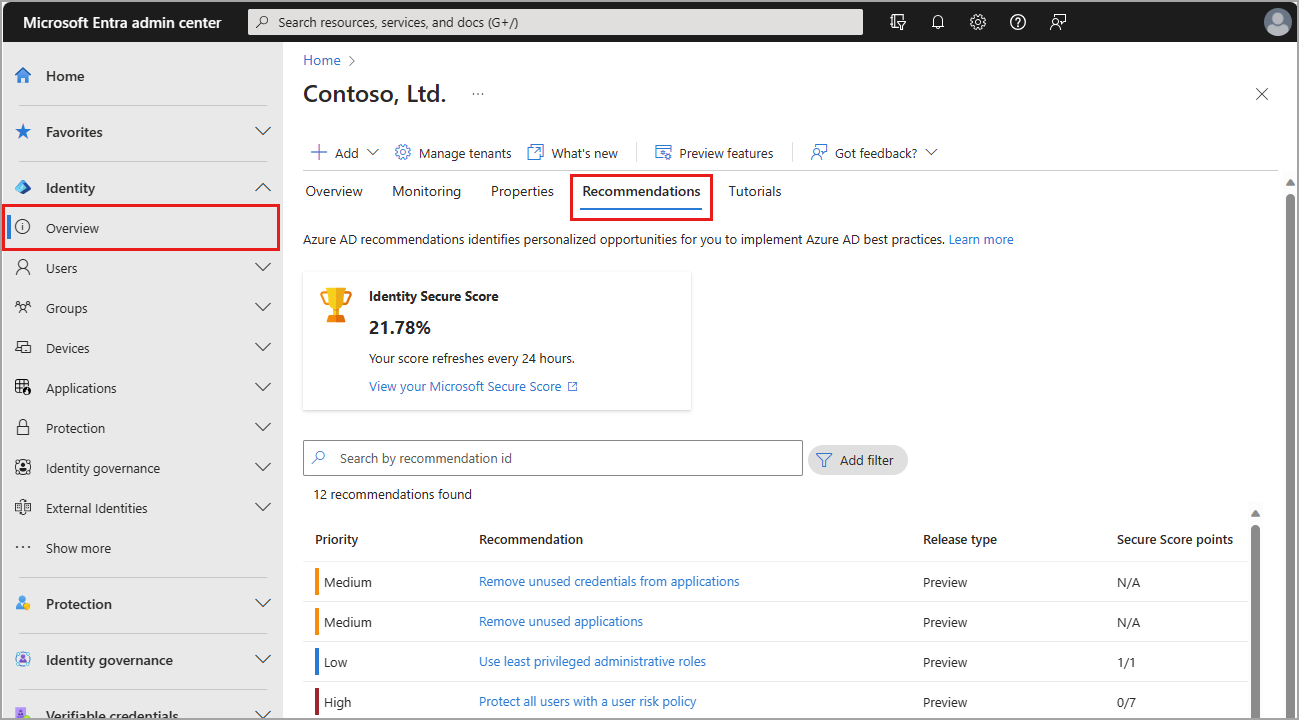 Microsoft Entra admin center
Search resources, services, and docs (G+/)
Home
Favorites
Identity
Overview
Users
Groups
Devices
Applications
Protection
Identity governance
External Identities
Show more
Protection
Identity governance
Verifiable credentials
Home
Contoso, Ltd.
Add
Manage tenants
What's new
Preview features
Got feedback?
Overview
Monitoring
Properties
Recommendations
Tutorials
Azure AD recommendations identifies personalized opportunities for you to implement Azure AD best practices. Learn more
Identity Secure Score
21.78%
Your score refreshes every 24 hours.
View your Microsoft Secure Score
Search by recommendation id
Add filter
12 recommendations found
Priority Recommendation Release type Secure Score points
Medium Remove unused credentials from applications Preview N/A
Medium Remove unused applications Preview N/A
Low Use least privileged administrative roles Preview 1/1
High Protect all users with a user risk policy Preview 0/7